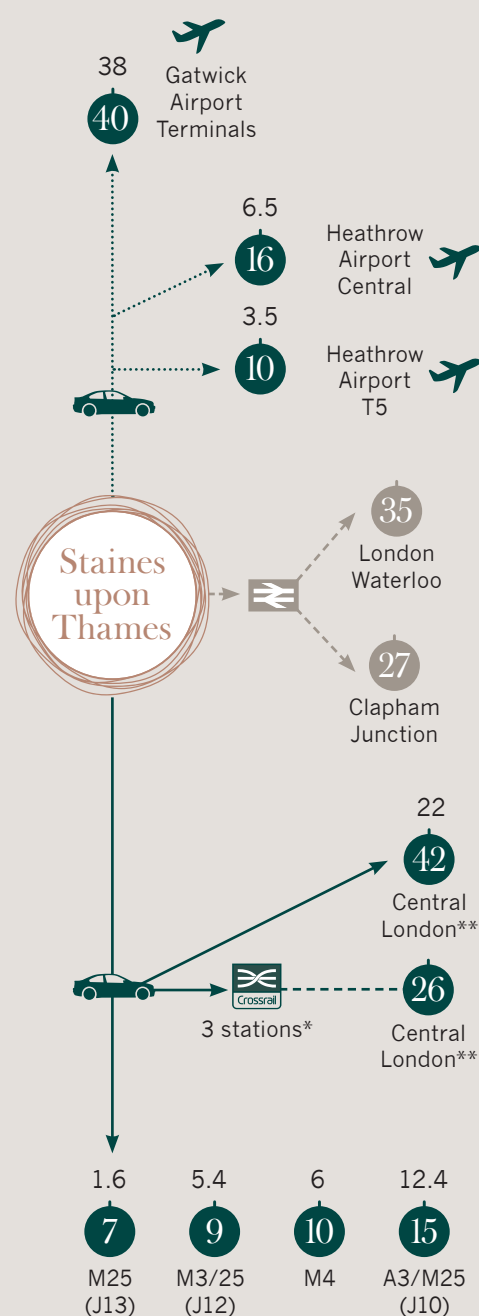 38
40
Gatwick
Airport
Terminals
6.5
16
Heathrow
Airport
Central
3.5
10
Heathrow
Airport
T5
Staines
upon
Thames
35
London
Waterloo
27
Clapham
Junction
22
42
Central
London**
Crossrail
3 stations*
26
Central
London**
1.6
7
M25
(J13)
5.4
9
M3/25
(J12)
6
10
M4
12.4
15
A3/M25
(J10)